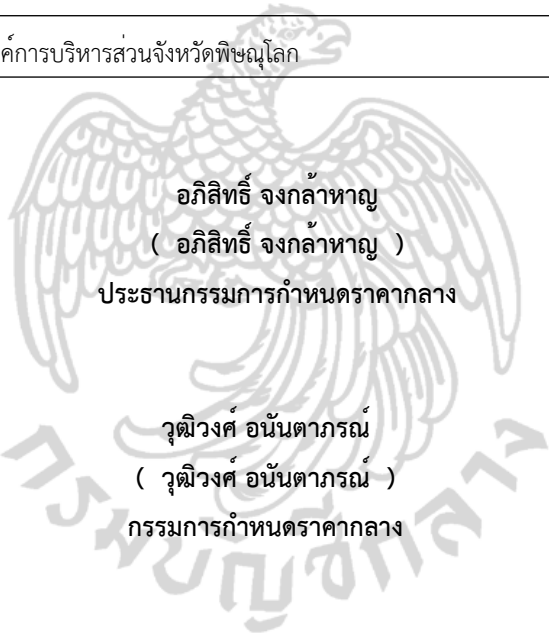 ค์การบริหารส่วนจังหวัดพิษณุโลก
อภิสิทธิ์ จงกล้าหาญ
( อภิสิทธิ์ จงกล้าหาญ )
ประธานกรรมการกำหนดราคากลาง
วุฒิวงศ์ อนันตาภรณ์
( วุฒิวงศ์ อนันตาภรณ์ )
กรรมการกำหนดราคากลาง
กรมบัญชีกลาง